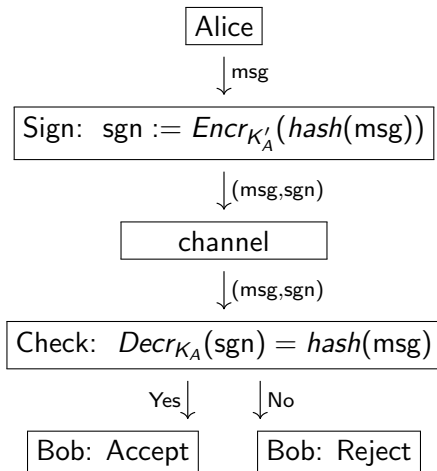 Alice
msg
Sign: sgn := Encr_{K'_A}(hash(msg))
(msg,sgn)
channel
(msg,sgn)
Check: Decr_{K_A}(sgn) = hash(msg)
Yes No
Bob: Accept Bob: Reject